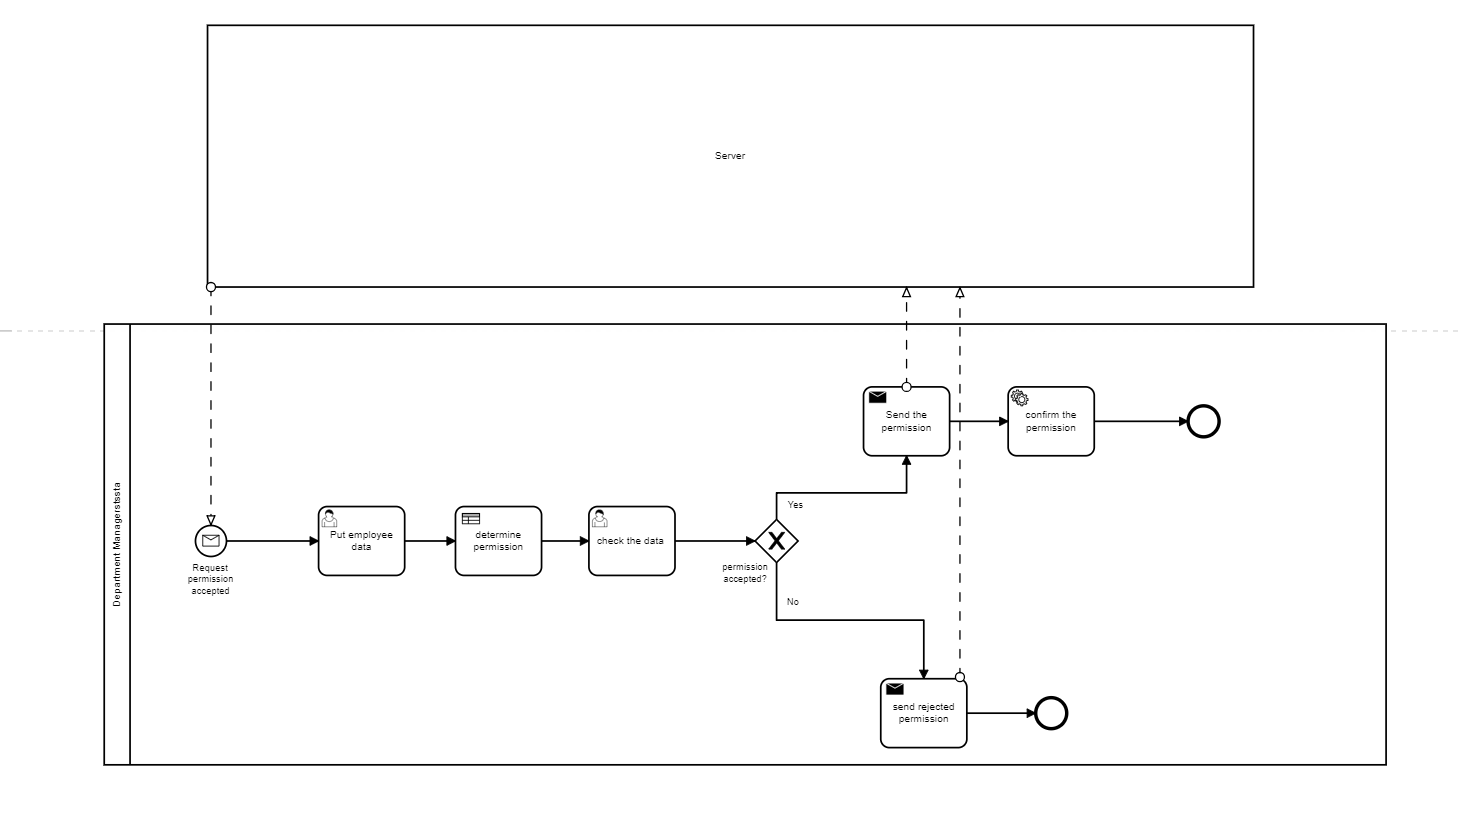 Server
Department Managerstssta
Request
permission
accepted
Put employee
data
determine
permission
check the data
permission
accepted?
Yes
No
Send the
permission
confirm the
permission
send rejected
permission